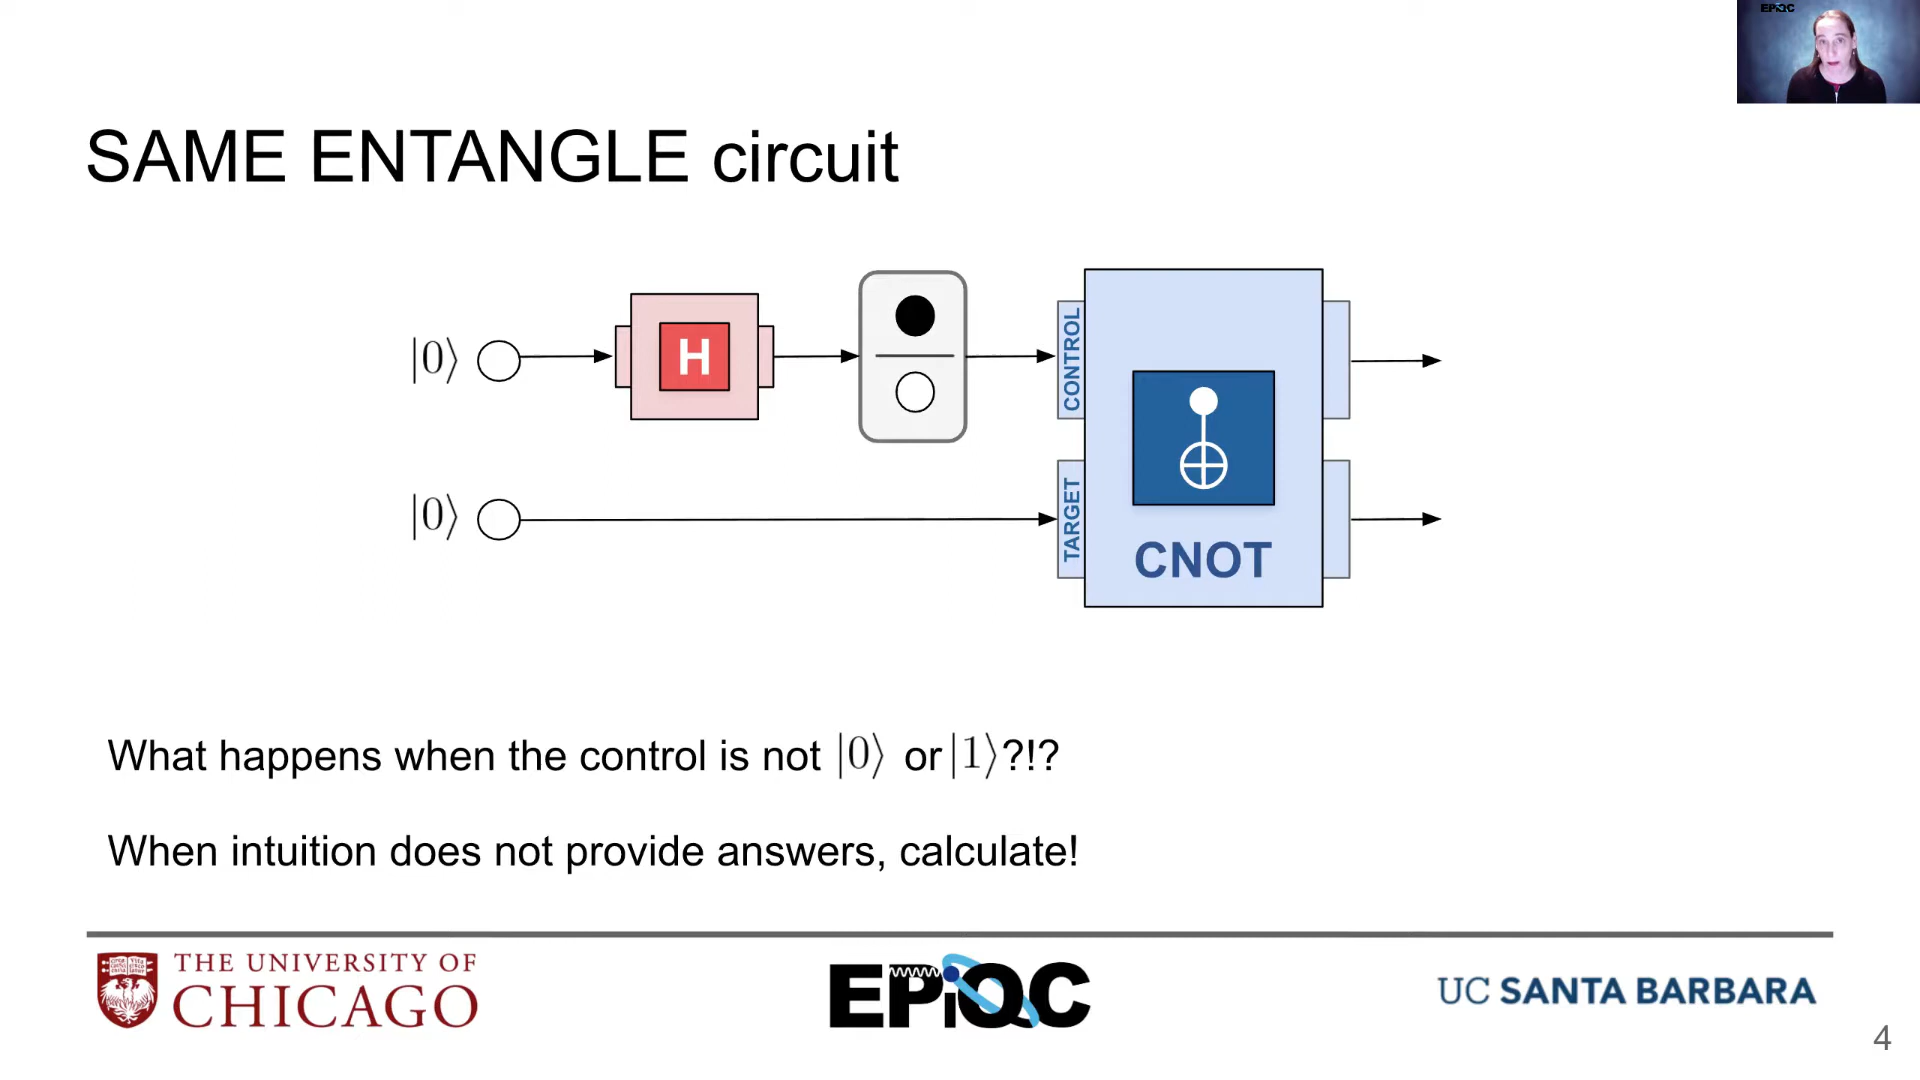 EPiQC
SAME ENTANGLE circuit
|0⟩
H
CONTROL
|0⟩
TARGET
CNOT
What happens when the control is not |0⟩ or |1⟩?!?
When intuition does not provide answers, calculate!
THE UNIVERSITY OF
CHICAGO
EPiQC
UC SANTA BARBARA
4